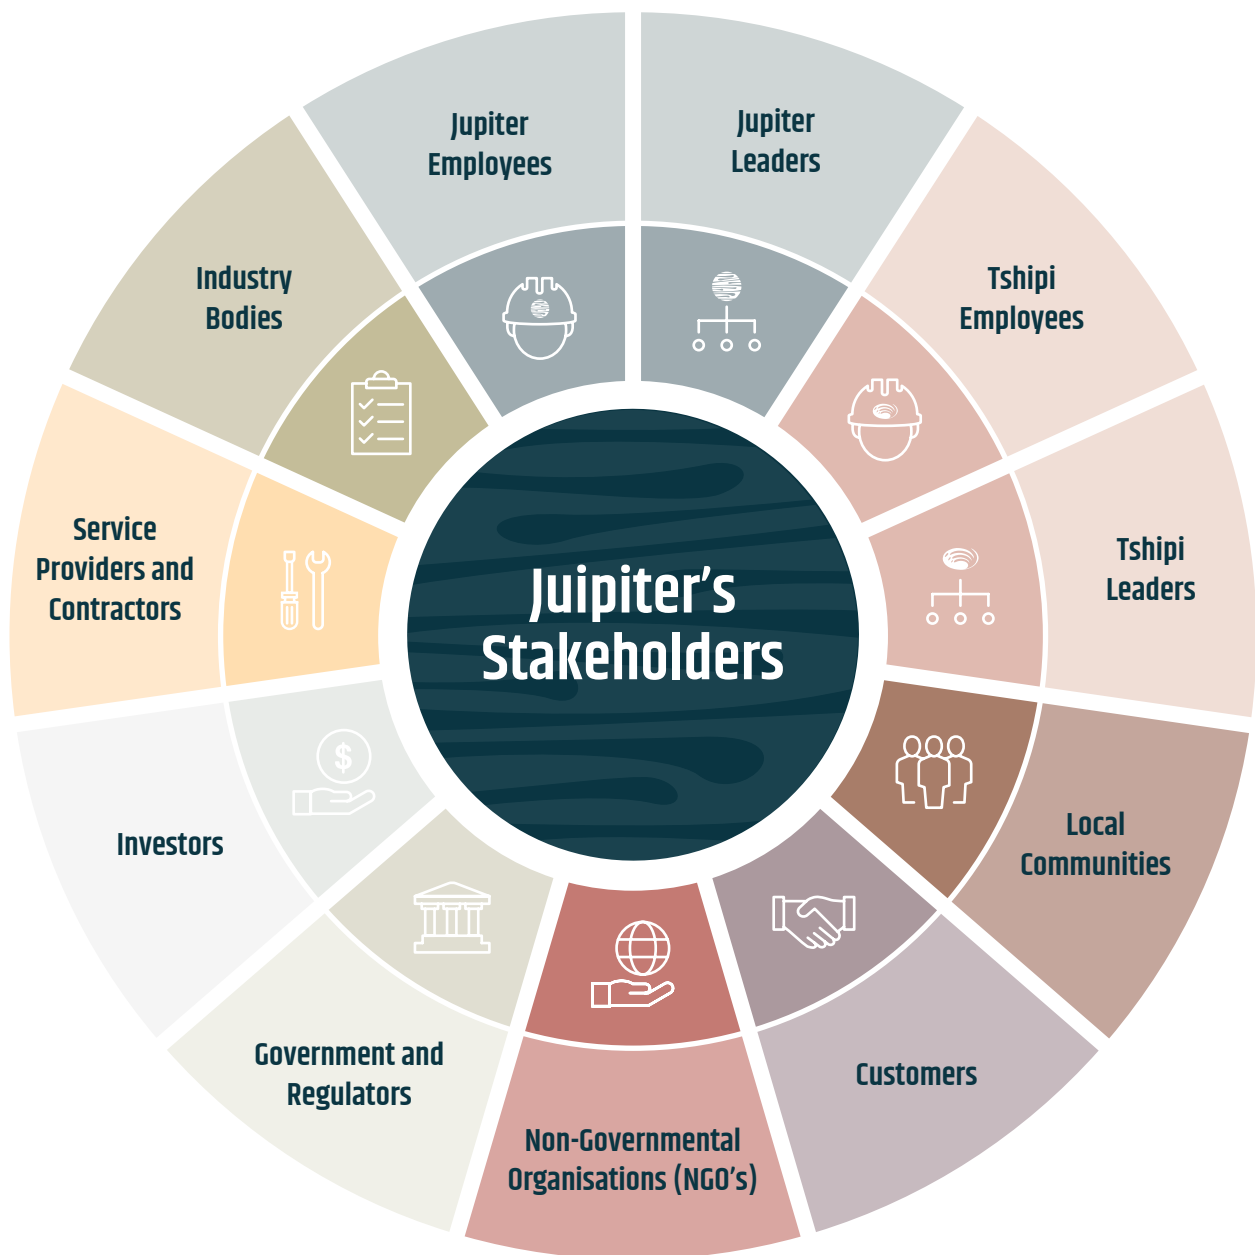 Jupiter
Employees
Jupiter
Leaders
Tshipi
Employees
Tshipi
Leaders
Local
Communities
Customers
Non-Governmental
Organisations (NGO's)
Government and
Regulators
Investors
Service
Providers and
Contractors
Industry
Bodies
Juipiter’s
Stakeholders
$